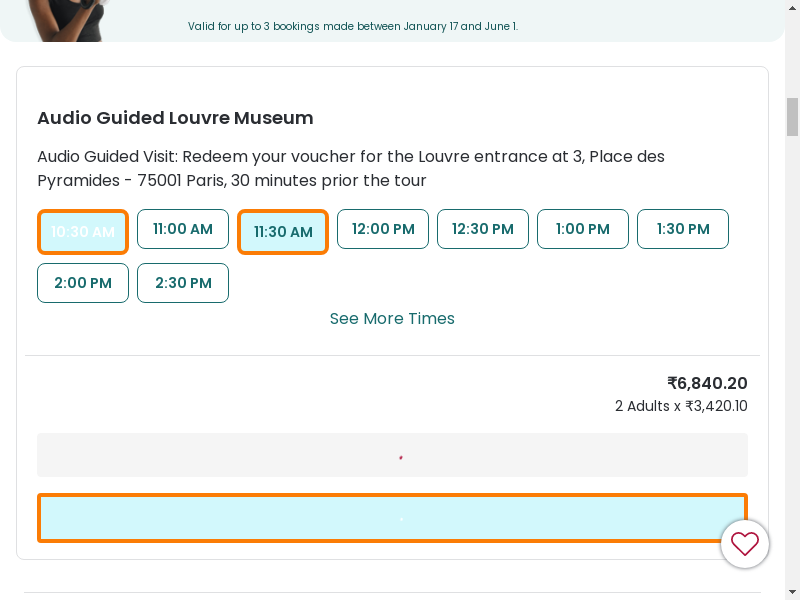 Valid for up to 3 bookings made between January 17 and June 1.
Audio Guided Louvre Museum
Audio Guided Visit: Redeem your voucher for the Louvre entrance at 3, Place des
Pyramides - 75001 Paris, 30 minutes prior the tour
10:30 AM 11:00 AM 11:30 AM 12:00 PM 12:30 PM 1:00 PM 1:30 PM
2:00 PM 2:30 PM
See More Times
₹6,840.20
2 Adults x ₹3,420.10